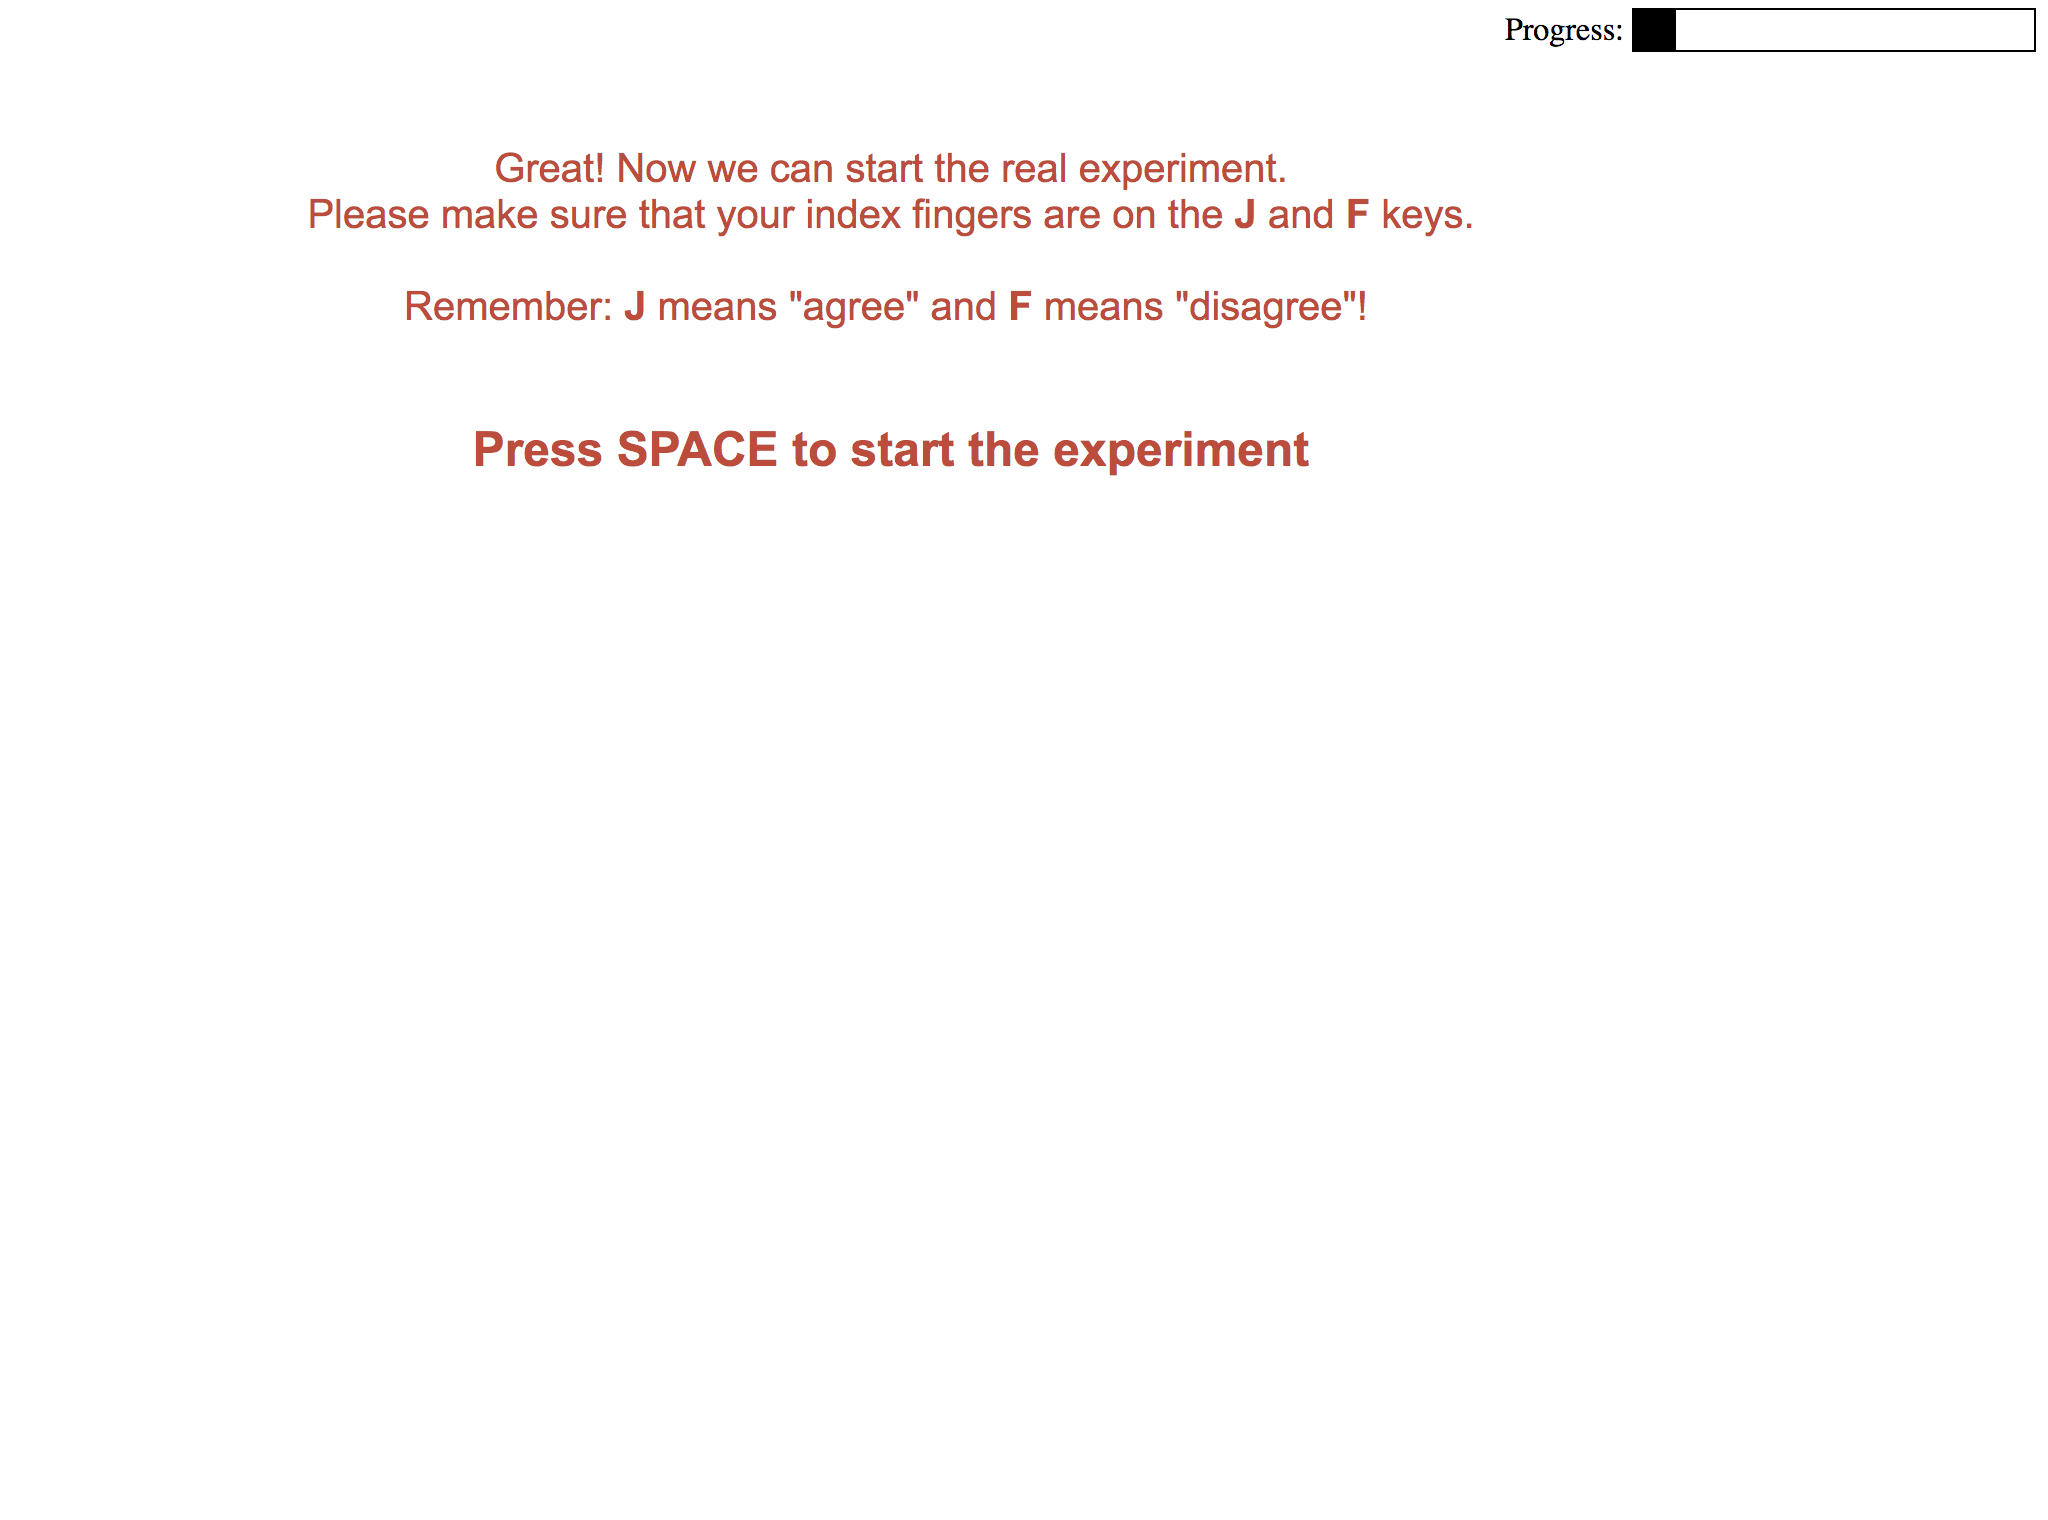 Progress:
Great! Now we can start the real experiment.
Please make sure that your index fingers are on the J and F keys.
Remember: J means "agree" and F means "disagree"!
Press SPACE to start the experiment